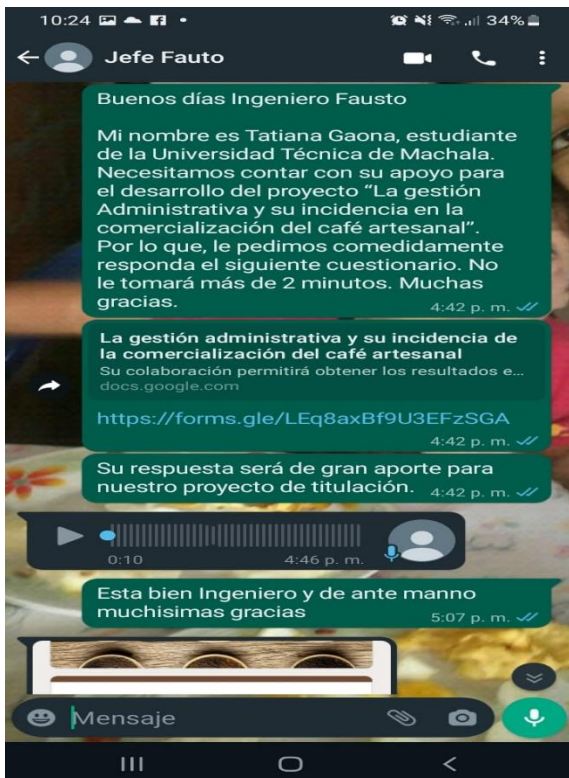 10:24
34%
Jefe Fauto
Buenos días Ingeniero Fausto
Mi nombre es Tatiana Gaona, estudiante
de la Universidad Técnica de Machala.
Necesitamos contar con su apoyo para
el desarrollo del proyecto “La gestión
Administrativa y su incidencia en la
comercialización del café artesanal”.
Por lo que, le pedimos comedidamente
responda el siguiente cuestionario. No
le tomará más de 2 minutos. Muchas
gracias.
4:42 p. m.
La gestión administrativa y su incidencia de
la comercialización del café artesanal
Su colaboración permitirá obtener los resultados e...
docs.google.com
https://forms.gle/LEq8axBf9U3EFzSGA
4:42 p. m.
Su respuesta será de gran aporte para
nuestro proyecto de titulación.
4:42 p. m.
0:10
4:46 p. m.
Esta bien Ingeniero y de ante manno
muchisimas gracias
5:07 p. m.
Mensaje